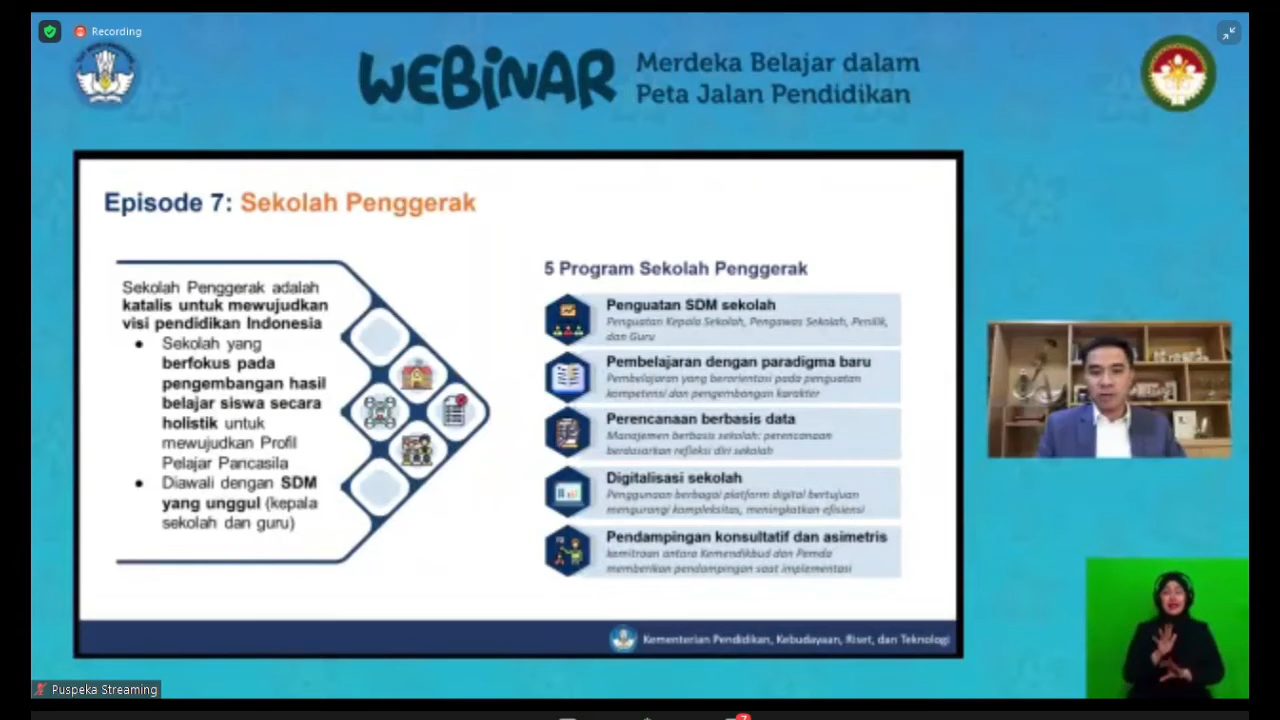 Recording
WEBINAR
Merdeka Belajar dalam
Peta Jalan Pendidikan
Episode 7: Sekolah Penggerak
Sekolah Penggerak adalah
katalis untuk mewujudkan
visi pendidikan Indonesia
● Sekolah yang
berfokus pada
pengembangan hasil
belajar siswa secara
holistik untuk
mewujudkan Profil
Pelajar Pancasila
● Diawali dengan SDM
yang unggul (kepala
sekolah dan guru)
5 Program Sekolah Penggerak
Penguatan SDM sekolah
Penguatan Kepala Sekolah, Pengawas Sekolah, Penilik,
dan Guru
Pembelajaran dengan paradigma baru
Pembelajaran yang berorientasi pada penguatan
kompetensi dan pengembangan karakter
Perencanaan berbasis data
Manajemen berbasis sekolah: perencanaan
berdasarkan refleksi diri sekolah
Digitalisasi sekolah
Penggunaan berbagai platform digital bertujuan
mengurangi kompleksitas, meningkatkan efisiensi
Pendampingan konsultatif dan asimetris
kemitraan antara Kemendikbud dan Pemda
memberikan pendampingan saat implementasi
Kementerian Pendidikan, Kebudayaan, Riset, dan Teknologi
Puspeka Streaming
7